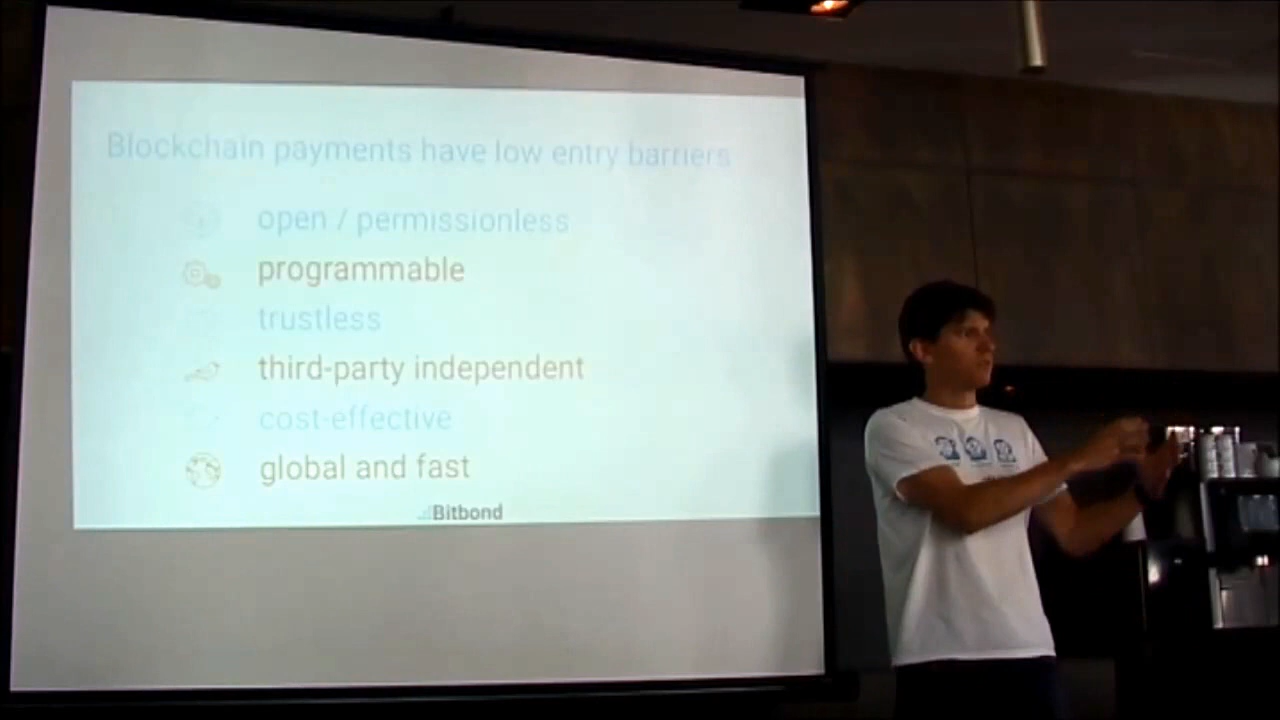 Blockchain payments have low entry barriers
open / permissionless
programmable
trustless
third-party independent
cost-effective
global and fast
Bitbond